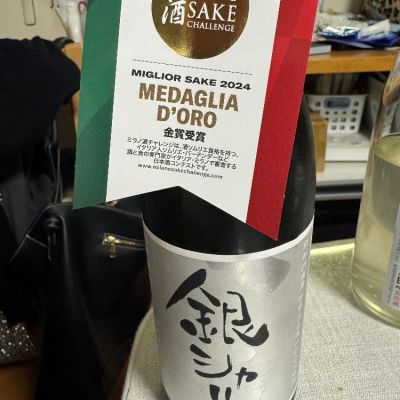 酒 SAKE
CHALLENGE
MIGLIOR SAKE 2024
MEDAGLIA
D'ORO
金賞受賞
ミラノ酒チャレンジは、酒ソムリエ資格を持つ、
イタリア人ソムリエ・バーテンダーなど
酒と食の専門家がイタリア・ミラノで審査する
日本酒コンテストです。
www.milanosakechallenge.com
銀シャリ